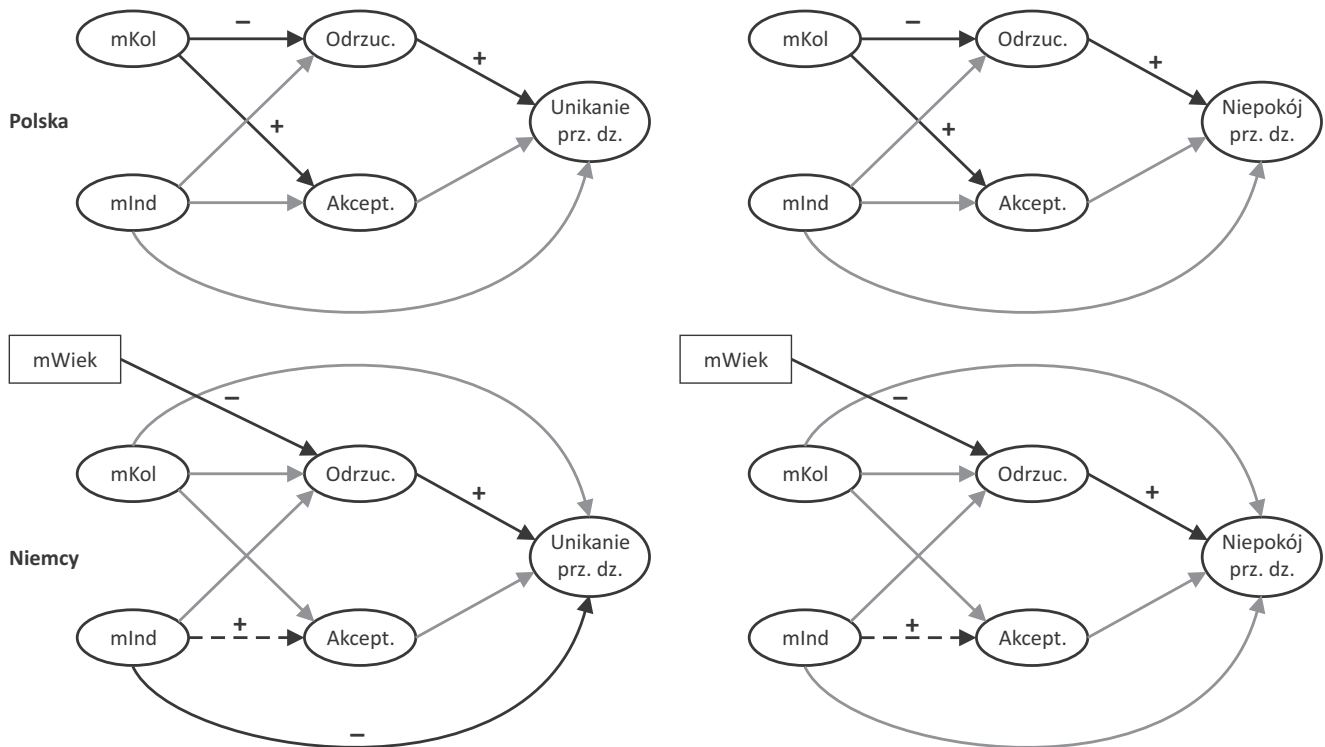 mKol
–
Odrzuc.
+
Unikanie
prz. dz.
Polska
+
mInd
Akcept.
mKol
–
Odrzuc.
+
Niepokój
prz. dz.
+
mInd
Akcept.
mWiek
–
mKol
Odrzuc.
+
Unikanie
prz. dz.
Niemcy
mInd
+
Akcept.
–
mWiek
–
mKol
Odrzuc.
+
Niepokój
prz. dz.
mInd
+
Akcept.